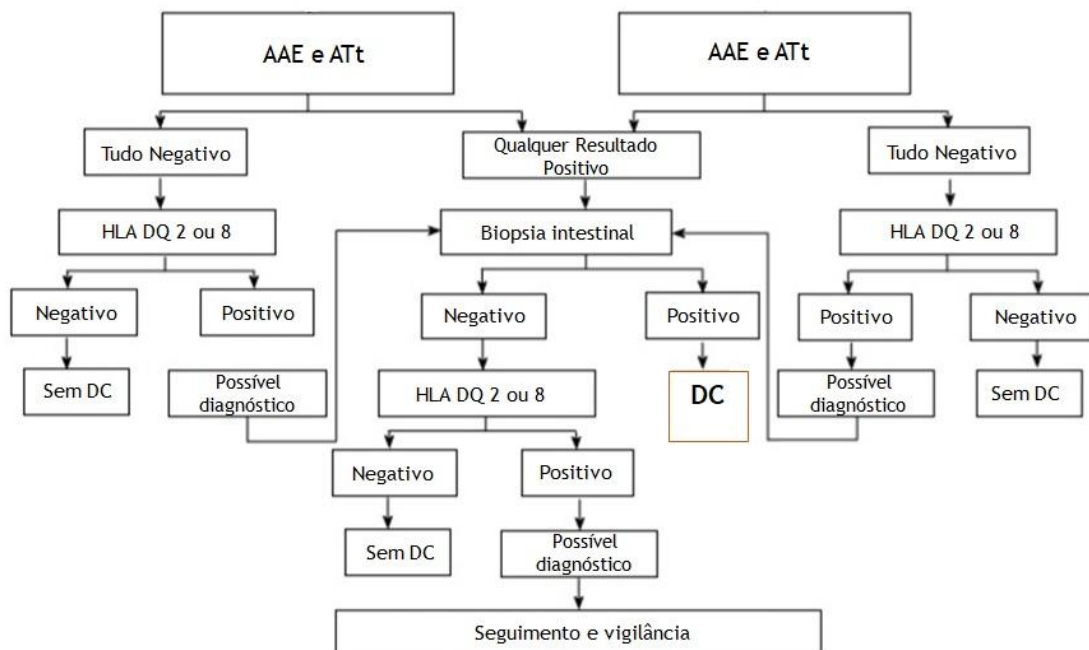 AAE e ATt
AAE e ATt
Tudo Negativo
Qualquer Resultado
Positivo
Tudo Negativo
HLA DQ 2 ou 8
Biopsia intestinal
HLA DQ 2 ou 8
Negativo
Positivo
Negativo
Positivo
Positivo
Negativo
Sem DC
Possível
diagnóstico
HLA DQ 2 ou 8
DC
Possível
diagnóstico
Sem DC
Negativo
Positivo
Sem DC
Possível
diagnóstico
Seguimento e vigilância